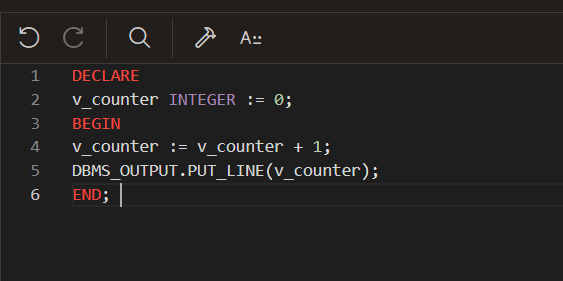 A::
1 DECLARE
2 v_counter INTEGER := 0;
3 BEGIN
4 v_counter := v_counter + 1;
5 DBMS_OUTPUT.PUT_LINE(v_counter);
6 END;